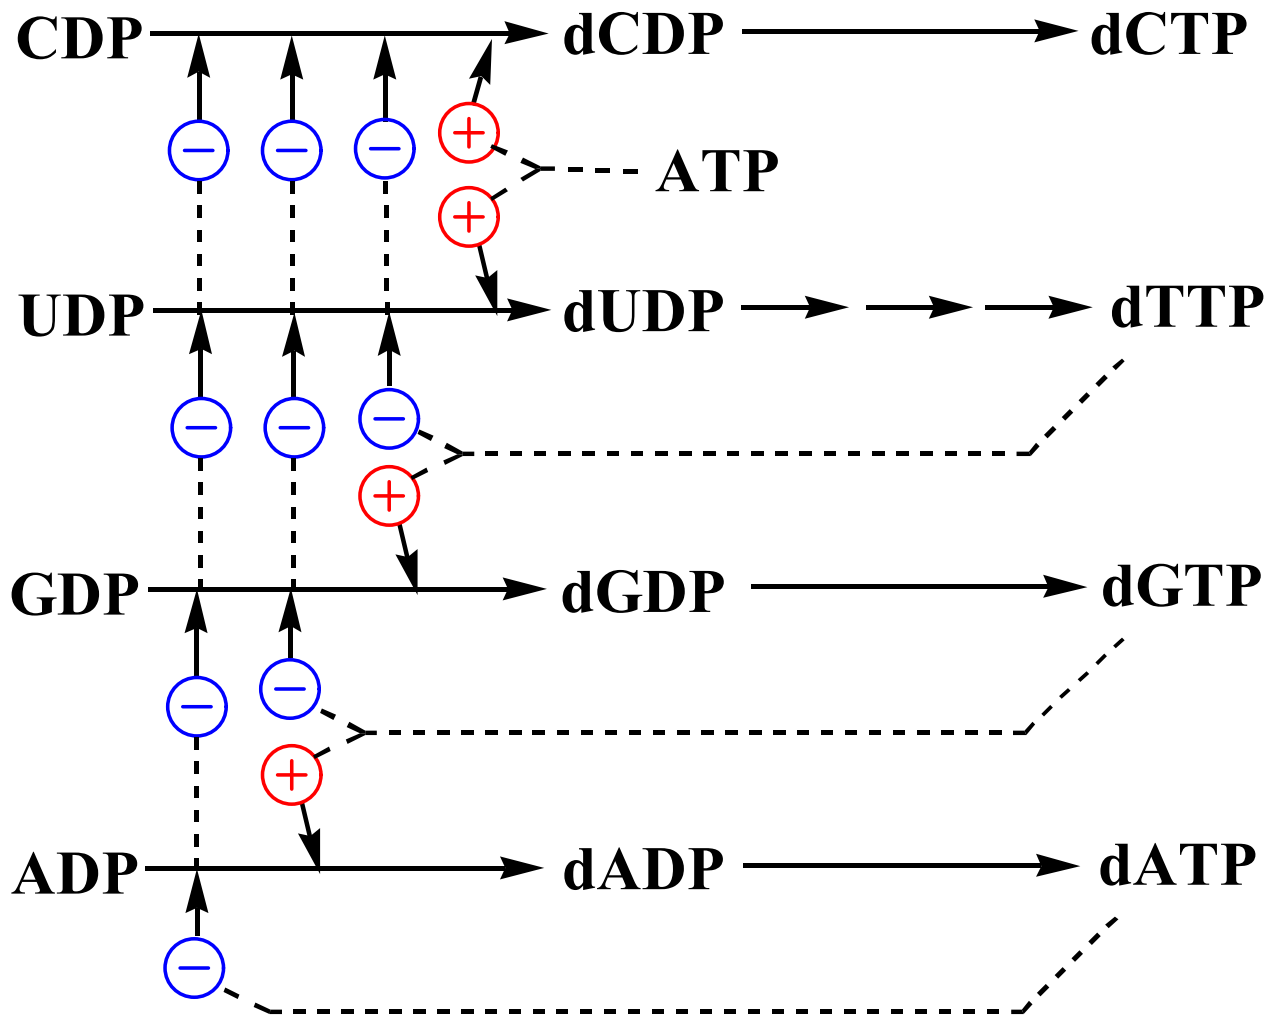 CDP dCDP dCTP
ATP
UDP dUDP dTTP
GDP dGDP dGTP
ADP dADP dATP